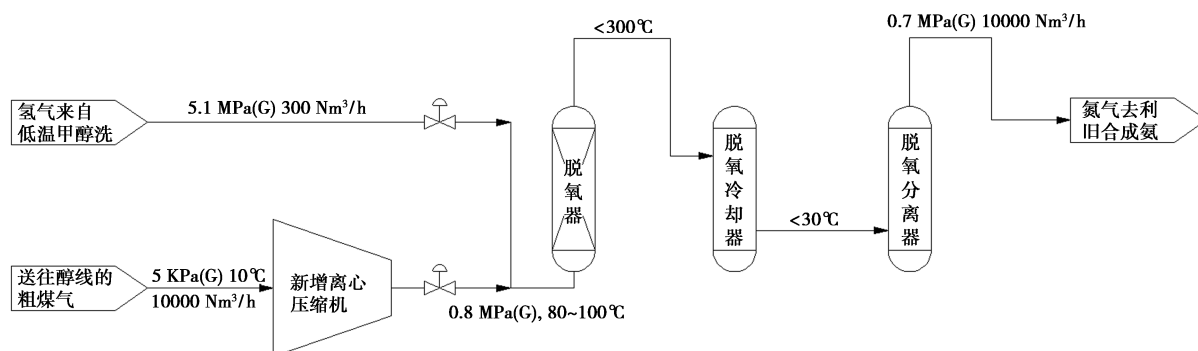 <300℃
0.7 MPa(G) 10000 Nm³/h
氢气来自
低温甲醇洗
5.1 MPa(G) 300 Nm³/h
脱氧器
脱氧冷却器
脱氧分离器
氮气去利
旧合成氨
<30℃
送往醇线的
粗煤气
5 KPa(G) 10℃
10000 Nm³/h
新增离心
压缩机
0.8 MPa(G), 80~100℃